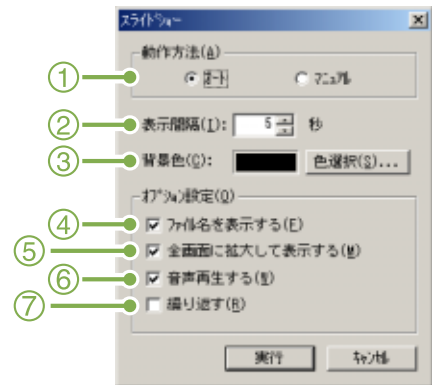 スライドショー
動作方法(A)
① オート マニュアル
② 表示間隔(I): 5 秒
③ 背景色(C): 色選択(S)...
オプション設定(O)
④ ファイル名を表示する(F)
⑤ 全画面に拡大して表示する(M)
⑥ 音声再生する(N)
⑦ 繰り返す(R)
実行 キャンセル